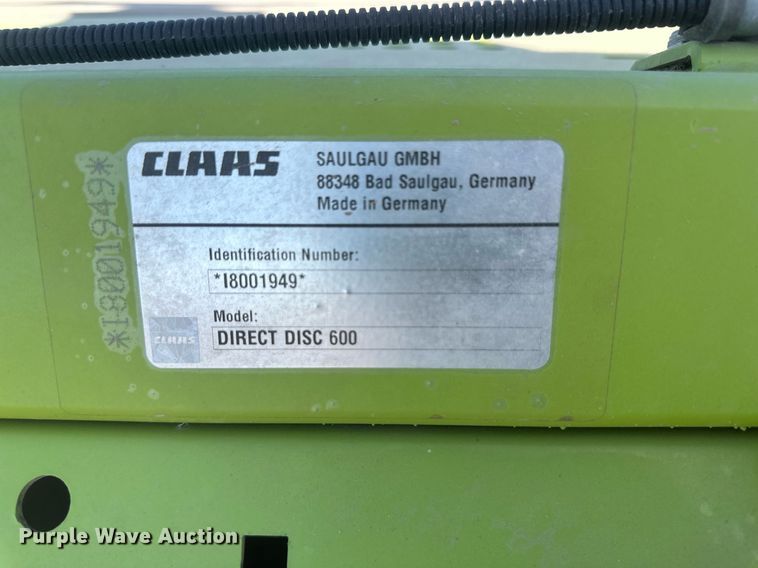 *I8001949*
CLAAS
SAULGAU GMBH
88348 Bad Saulgau, Germany
Made in Germany
Identification Number:
*I8001949*
Model:
DIRECT DISC 600
CLAAS
Purple Wave Auction